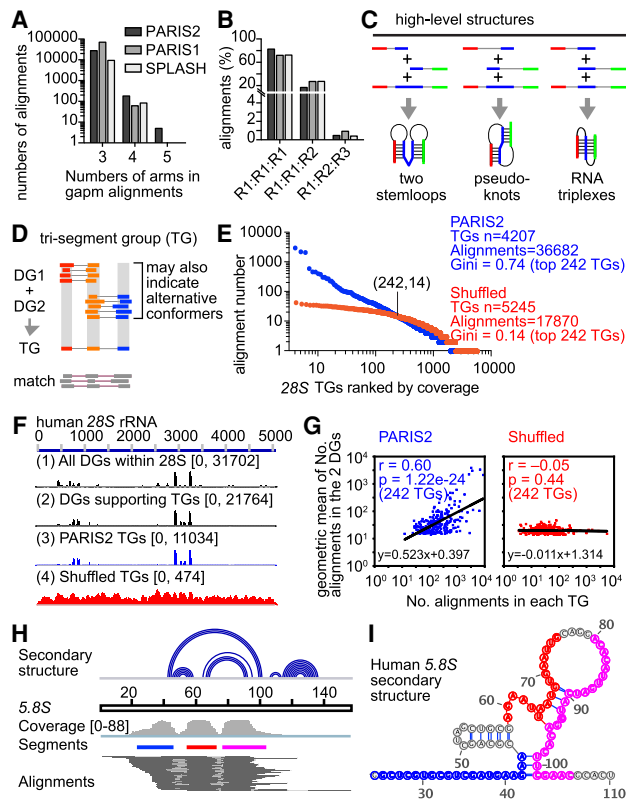 A
PARIS2
PARIS1
SPLASH
numbers of alignments
100000
10000
1000
100
10
1
3 4 5
Numbers of arms in
gapm alignments
B
alignments (%)
100
80
60
40
20
8
6
4
2
0
R1:R1:R1
R1:R1:R2
R1:R2:R3
C
high-level structures
+ + +
+ + +
two
stemloops
pseudo-
knots
RNA
triplexes
D
tri-segment group (TG)
DG1
+
DG2
TG
may also
indicate
alternative
conformers
match
E
alignment number
10000
1000
100
10
1
(242,14)
10 100 1000 10000
28S TGs ranked by coverage
PARIS2
TGs n=4207
Alignments=36682
Gini = 0.74 (top 242 TGs)
Shuffled
TGs n=5245
Alignments=17870
Gini = 0.14 (top 242 TGs)
F
human 28S rRNA
0 1000 2000 3000 4000 5000
(1) All DGs within 28S [0, 31702]
(2) DGs supporting TGs [0, 21764]
(3) PARIS2 TGs [0, 11034]
(4) Shuffled TGs [0, 474]
G
PARIS2
Shuffled
geometric mean of No.
alignments in the 2 DGs
10⁴
10³
10²
10¹
10⁰
r = 0.60
p = 1.22e-24
(242 TGs)
y=0.523x+0.397
r = –0.05
p = 0.44
(242 TGs)
y=-0.011x+1.314
10⁰ 10¹ 10² 10³ 10⁴
10⁰ 10¹ 10² 10³ 10⁴
No. alignments in each TG
H
Secondary
structure
5.8S
20 60 100 140
Coverage [0-88]
Segments
Alignments
I
Human 5.8S
secondary
structure
80
70
60
90
50
100
30 40 110